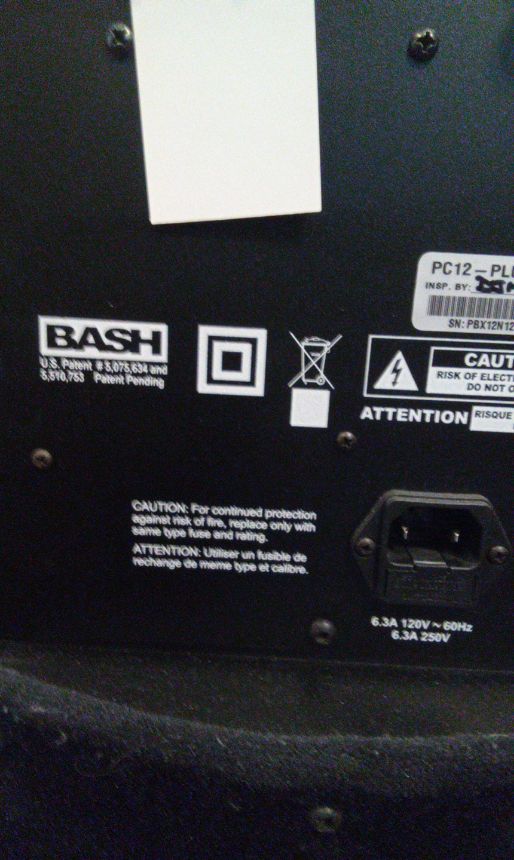 PC12-PL
INSP. BY:
SN: PBX12N12
BASH
U.S. Patent # 5,075,634 and
5,510,753 Patent Pending
CAUT
RISK OF ELECT
DO NOT O
ATTENTION RISQUE
CAUTION: For continued protection
against risk of fire, replace only with
same type fuse and rating.
ATTENTION: Utiliser un fusible de
rechange de meme type et calibre.
6.3A 120V ~ 60Hz
6.3A 250V